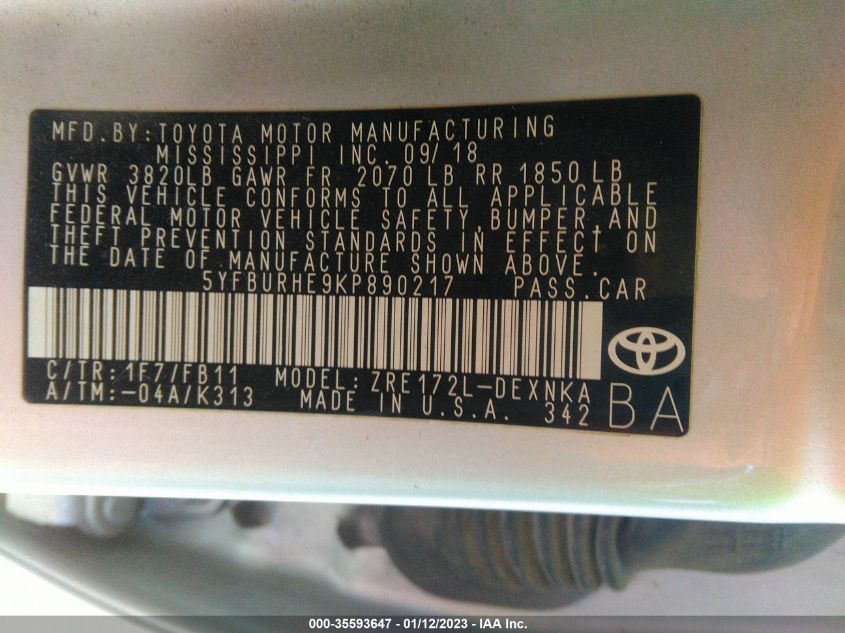 MFD.BY:TOYOTA MOTOR MANUFACTURING
MISSISSIPPI INC. 09/18
GVWR 3820LB GAWR FR 2070 LB RR 1850 LB
THIS VEHICLE CONFORMS TO ALL APPLICABLE
FEDERAL MOTOR VEHICLE SAFETY,BUMPER,AND
THEFT PREVENTION STANDARDS IN EFFECT ON
THE DATE OF MANUFACTURE SHOWN ABOVE.
5YFBURHE9KP890217 PASS.CAR
C/TR:1F7/FB11 MODEL:ZRE172L-DEXNKA
A/TM:-04A/K313 MADE IN U.S.A. 342
BA
000-35593647 - 01/12/2023 - IAA Inc.